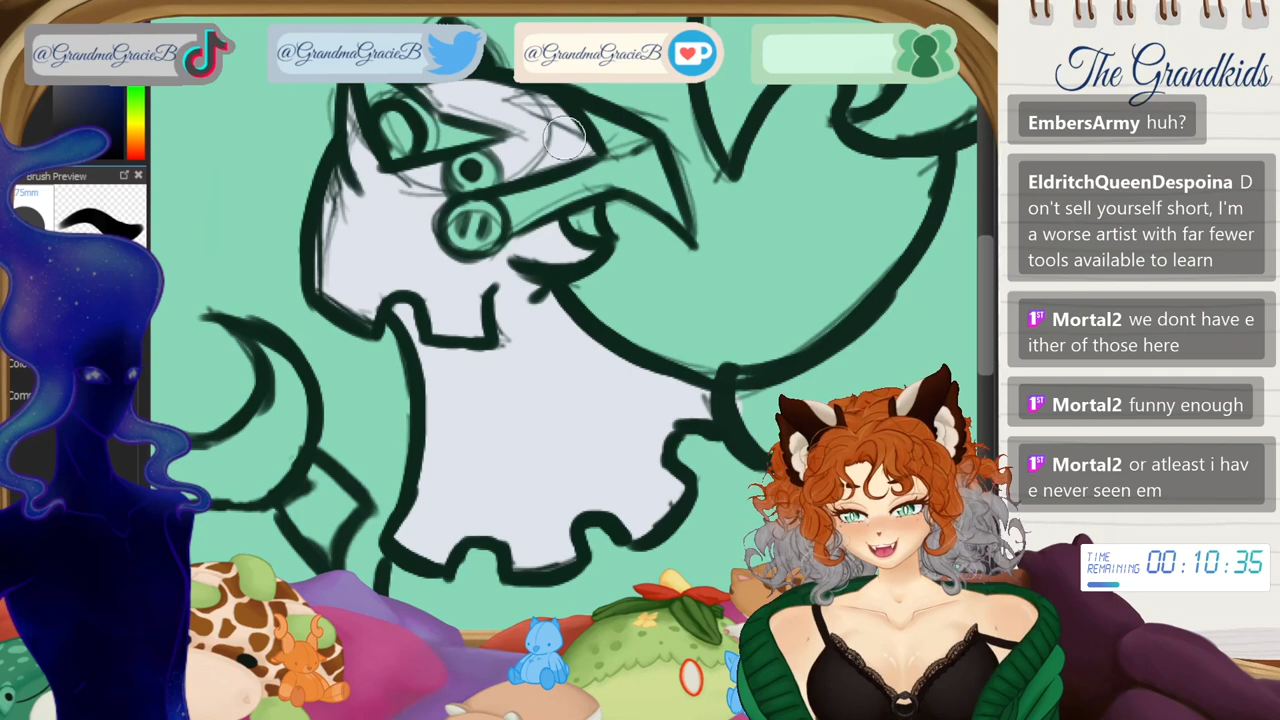 @GrandmaGracieB
@GrandmaGracieB
@GrandmaGracieB
The Grandkids
EmbersArmy huh?
EldritchQueenDespoina D
on't sell yourself short, I'm
a worse artist with far fewer
tools available to learn
1ST Mortal2 we dont have e
ither of those here
1ST Mortal2 funny enough
1ST Mortal2 or atleast i hav
e never seen em
TIME
REMAINING 00:10:35
Brush Preview
75mm